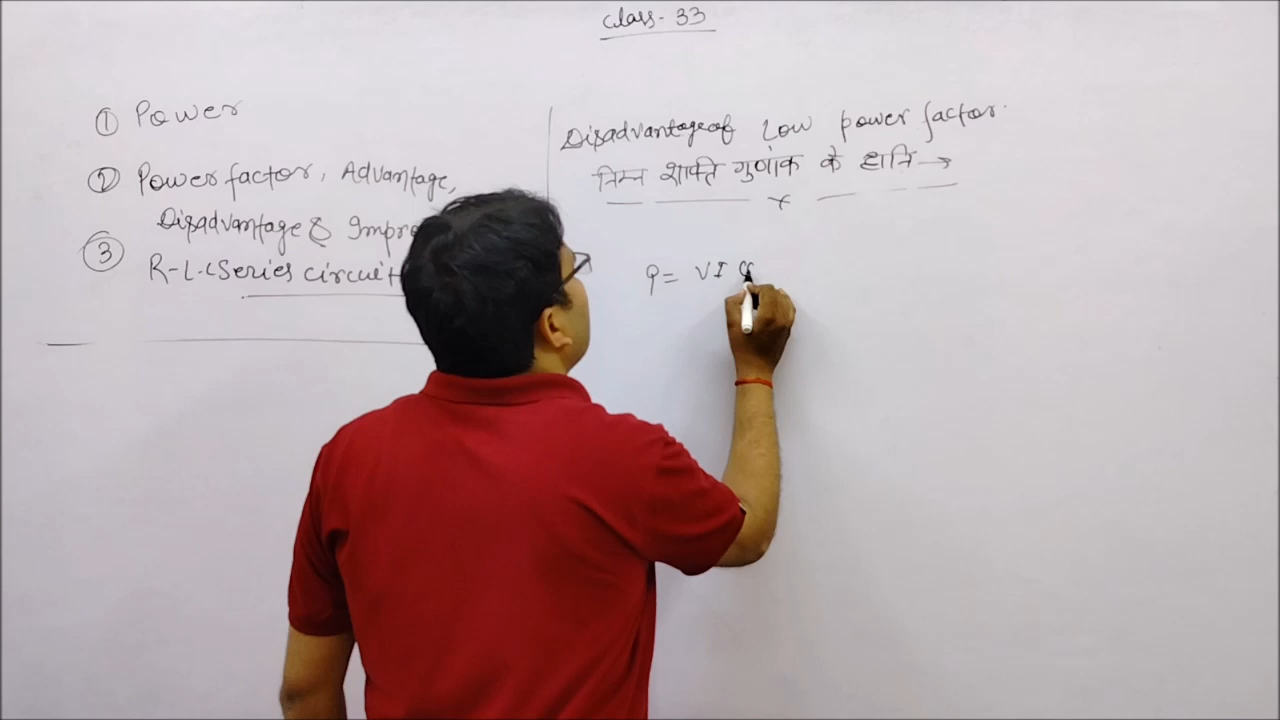 Class - 33
① Power
② Power factor, Advantage,
Disadvantage & Impro
③ R-L-C Series circuit
Disadvantage of Low power factor.
निम्न शक्ति गुणांक के हानि →
P = VI C